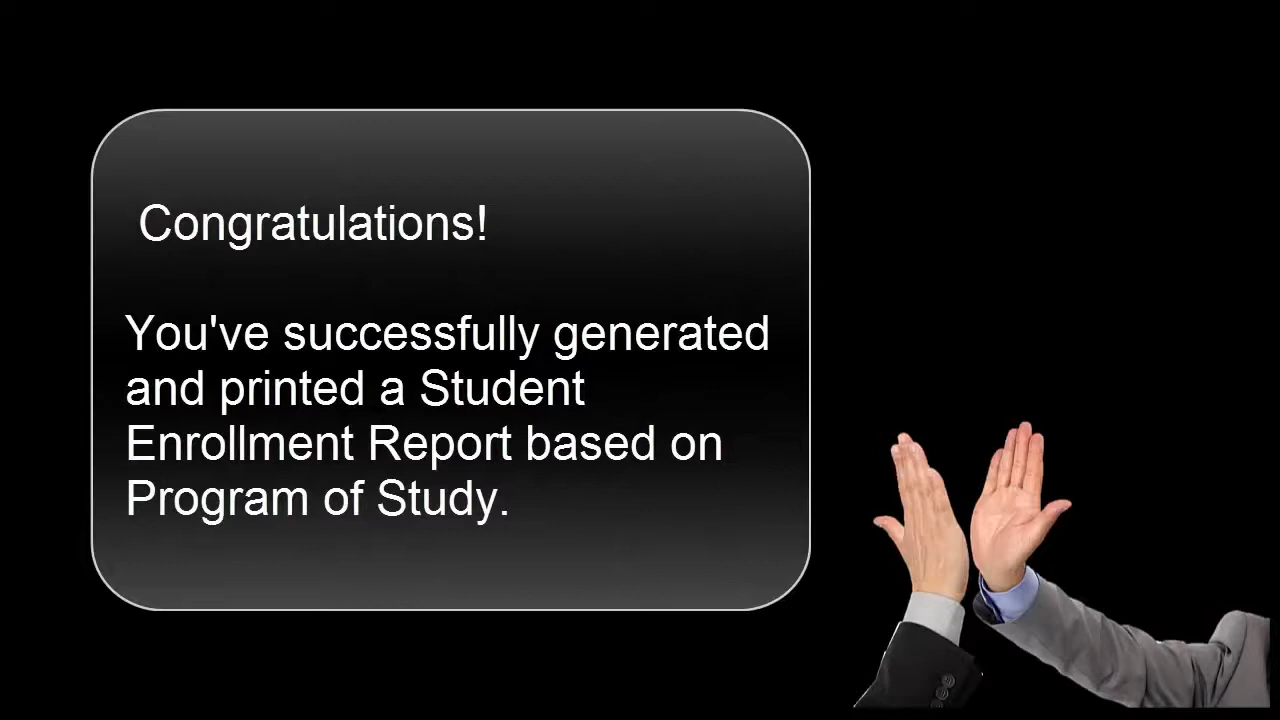 Congratulations!
You've successfully generated
and printed a Student
Enrollment Report based on
Program of Study.